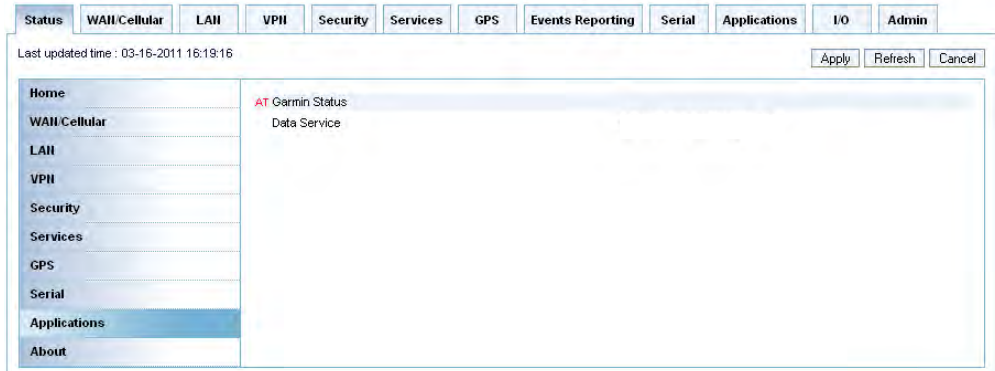 Status WAN/Cellular LAN VPN Security Services GPS Events Reporting Serial Applications I/O Admin
Last updated time : 03-16-2011 16:19:16
Apply Refresh Cancel
Home
WAN/Cellular
LAN
VPN
Security
Services
GPS
Serial
Applications
About
AT Garmin Status
Data Service